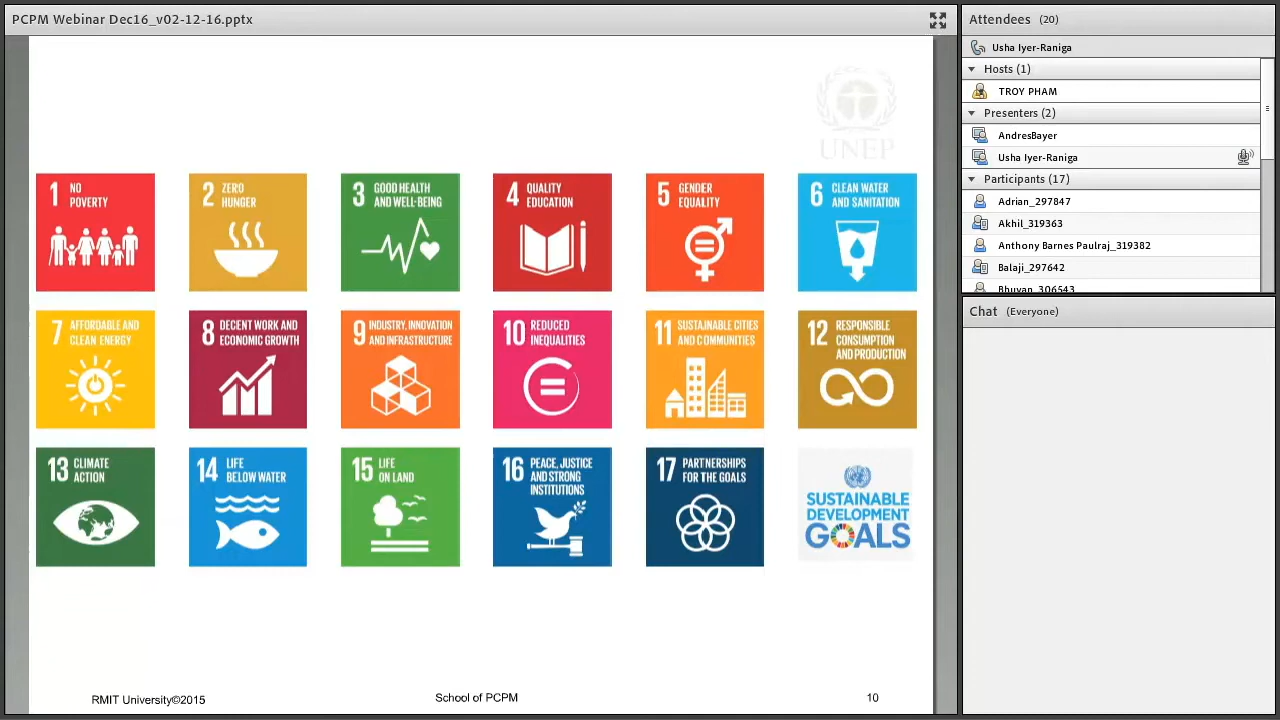 PCPM Webinar Dec16_v02-12-16.pptx
UNEP
1 NO
POVERTY
2 ZERO
HUNGER
3 GOOD HEALTH
AND WELL-BEING
4 QUALITY
EDUCATION
5 GENDER
EQUALITY
6 CLEAN WATER
AND SANITATION
7 AFFORDABLE AND
CLEAN ENERGY
8 DECENT WORK AND
ECONOMIC GROWTH
9 INDUSTRY, INNOVATION
AND INFRASTRUCTURE
10 REDUCED
INEQUALITIES
11 SUSTAINABLE CITIES
AND COMMUNITIES
12 RESPONSIBLE
CONSUMPTION
AND PRODUCTION
13 CLIMATE
ACTION
14 LIFE
BELOW WATER
15 LIFE
ON LAND
16 PEACE, JUSTICE
AND STRONG
INSTITUTIONS
17 PARTNERSHIPS
FOR THE GOALS
SUSTAINABLE
DEVELOPMENT
GOALS
RMIT University©2015
School of PCPM
10
Attendees (20)
Usha Iyer-Raniga
Hosts (1)
TROY PHAM
Presenters (2)
AndresBayer
Usha Iyer-Raniga
Participants (17)
Adrian_297847
Akhil_319363
Anthony Barnes Paulraj_319382
Balaji_297642
Bhuvan_306543
Chat (Everyone)